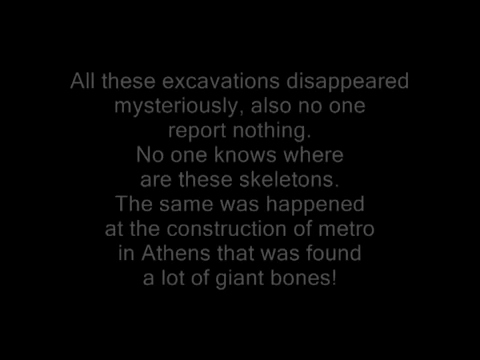 All these excavations disappeared
mysteriously, also no one
report nothing.
No one knows where
are these skeletons.
The same was happened
at the construction of metro
in Athens that was found
a lot of giant bones!